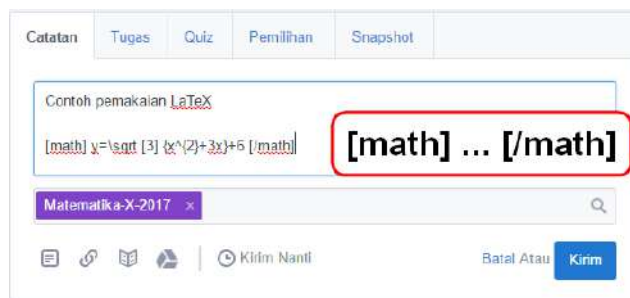 Catatan Tugas Quiz Pemilihan Snapshot
Contoh pemakaian LaTeX
[math] y=\sqrt [3] {x^{2}+3x}+6 [/math]
[math] ... [/math]
Matematika-X-2017 ×
Kirim Nanti Batal Atau Kirim